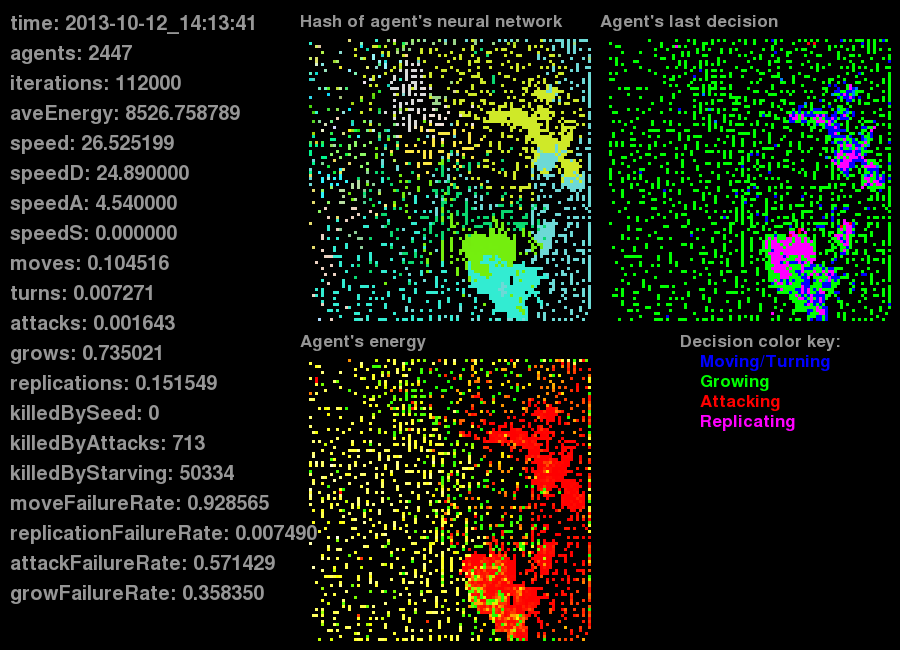 time: 2013-10-12_14:13:41
agents: 2447
iterations: 112000
aveEnergy: 8526.758789
speed: 26.525199
speedD: 24.890000
speedA: 4.540000
speedS: 0.000000
moves: 0.104516
turns: 0.007271
attacks: 0.001643
grows: 0.735021
replications: 0.151549
killedBySeed: 0
killedByAttacks: 713
killedByStarving: 50334
moveFailureRate: 0.928565
replicationFailureRate: 0.007490
attackFailureRate: 0.571429
growFailureRate: 0.358350
Hash of agent's neural network
Agent's last decision
Agent's energy
Decision color key:
Moving/Turning
Growing
Attacking
Replicating